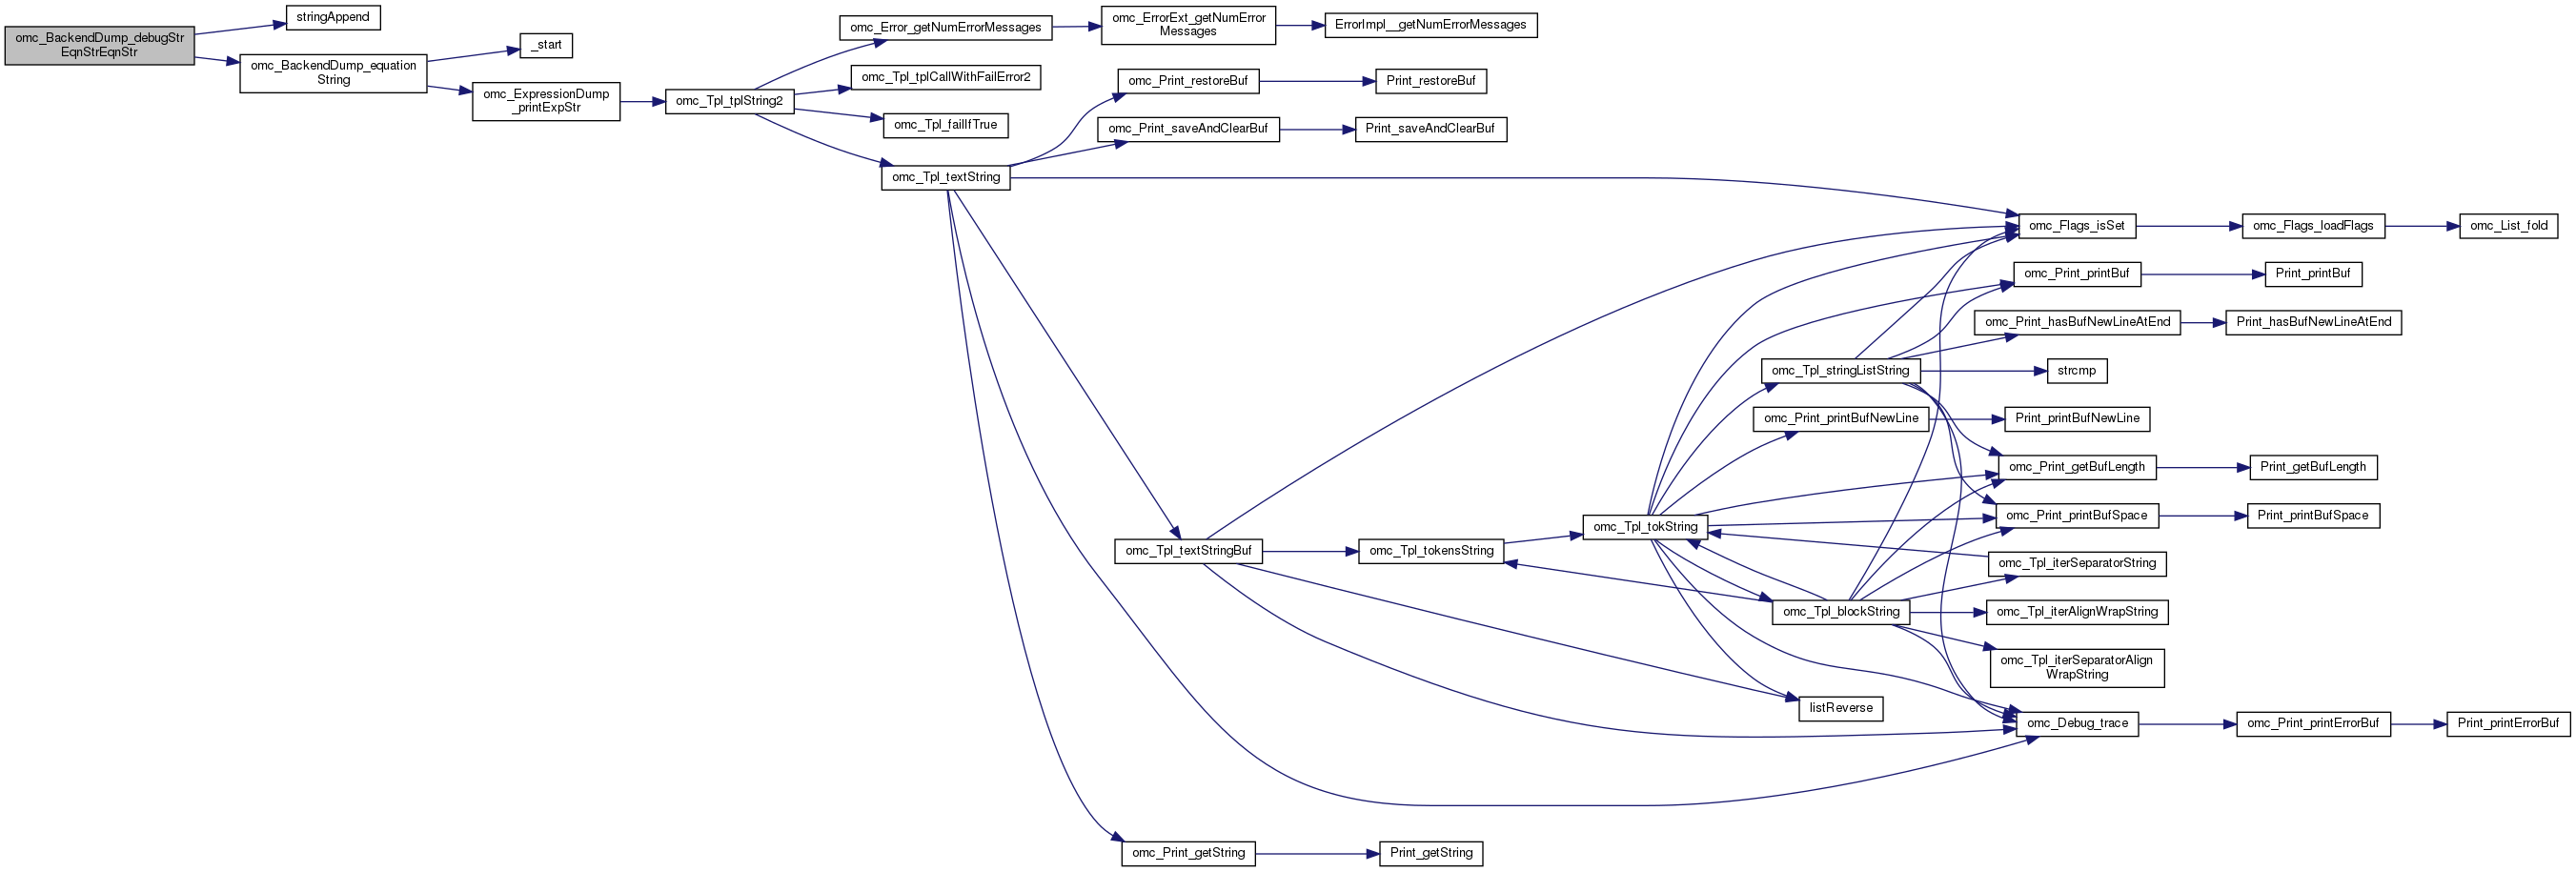 omc_BackendDump_debugStr
EqnStrEqnStr
stringAppend
omc_BackendDump_equation
String
_start
omc_ExpressionDump
_printExpStr
omc_Tpl_tplString2
omc_Error_getNumErrorMessages
omc_ErrorExt_getNumError
Messages
ErrorImpl__getNumErrorMessages
omc_Tpl_tplCallWithFailError2
omc_Tpl_failIfTrue
omc_Tpl_textString
omc_Print_restoreBuf
Print_restoreBuf
omc_Print_saveAndClearBuf
Print_saveAndClearBuf
omc_Flags_isSet
omc_Flags_loadFlags
omc_List_fold
omc_Print_printBuf
Print_printBuf
omc_Print_hasBufNewLineAtEnd
Print_hasBufNewLineAtEnd
omc_Tpl_stringListString
strcmp
omc_Print_printBufNewLine
Print_printBufNewLine
omc_Print_getBufLength
Print_getBufLength
omc_Tpl_tokString
omc_Print_printBufSpace
Print_printBufSpace
omc_Tpl_textStringBuf
omc_Tpl_tokensString
omc_Tpl_iterSeparatorString
omc_Tpl_blockString
omc_Tpl_iterAlignWrapString
omc_Tpl_iterSeparatorAlign
WrapString
listReverse
omc_Debug_trace
omc_Print_printErrorBuf
Print_printErrorBuf
omc_Print_getString
Print_getString